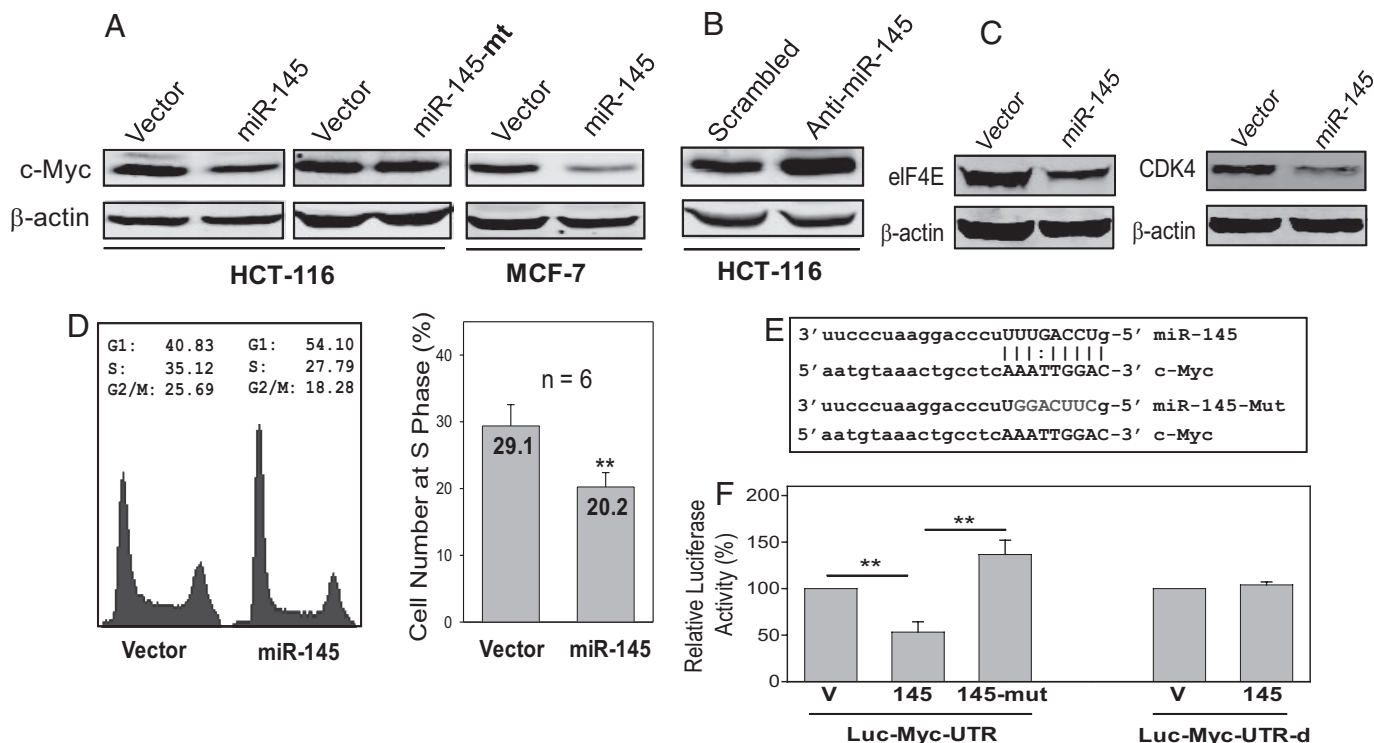 A
Vector
miR-145
Vector
miR-145-mt
Vector
miR-145
c-Myc
β-actin
HCT-116
MCF-7
B
Scrambled
Anti-miR-145
HCT-116
C
Vector
miR-145
eIF4E
β-actin
Vector
miR-145
CDK4
β-actin
D
G1: 40.83 G1: 54.10
S: 35.12 S: 27.79
G2/M: 25.69 G2/M: 18.28
Vector miR-145
Cell Number at S Phase (%)
40
30
20
10
0
n = 6
29.1
**
20.2
Vector miR-145
E
3'uucccuaaggacccuUUUGACCUg-5' miR-145
|||:|||||
5'aatgtaaactgcctcAAATTGGAC-3' c-Myc
3'uucccuaaggacccuUGGACUUCg-5' miR-145-Mut
5'aatgtaaactgcctcAAATTGGAC-3' c-Myc
F
Relative Luciferase
Activity (%)
200
150
100
50
0
**
**
V 145 145-mut V 145
Luc-Myc-UTR Luc-Myc-UTR-d